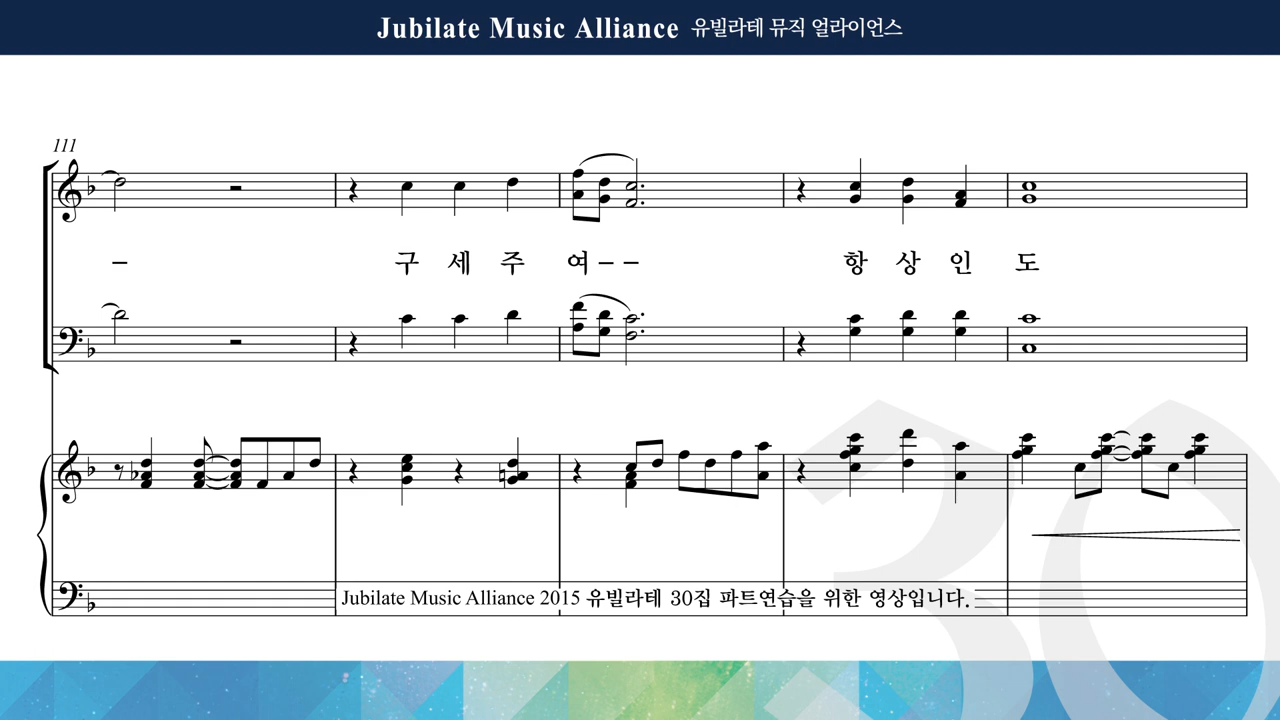 Jubilate Music Alliance 유빌라테 뮤직 얼라이언스
111
- 구 세 주 여 - - 항 상 인 도
Jubilate Music Alliance 2015 유빌라테 30집 파트연습을 위한 영상입니다.
30